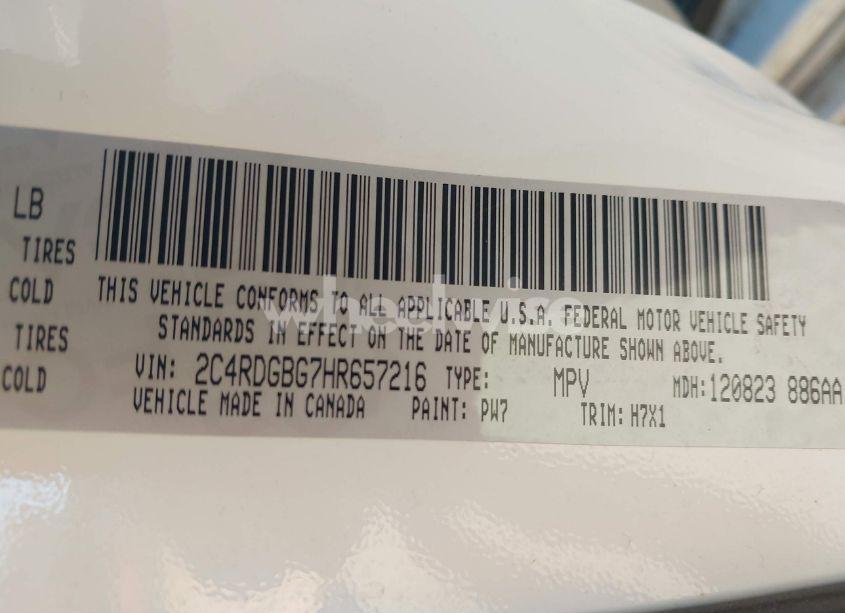 LB
TIRES
COLD
TIRES
COLD
THIS VEHICLE CONFORMS TO ALL APPLICABLE U.S.A. FEDERAL MOTOR VEHICLE SAFETY
STANDARDS IN EFFECT ON THE DATE OF MANUFACTURE SHOWN ABOVE.
VIN: 2C4RDGBG7HR657216 TYPE: MPV MDH:120823 886AA
VEHICLE MADE IN CANADA PAINT: PW7 TRIM: H7X1
wheelwise